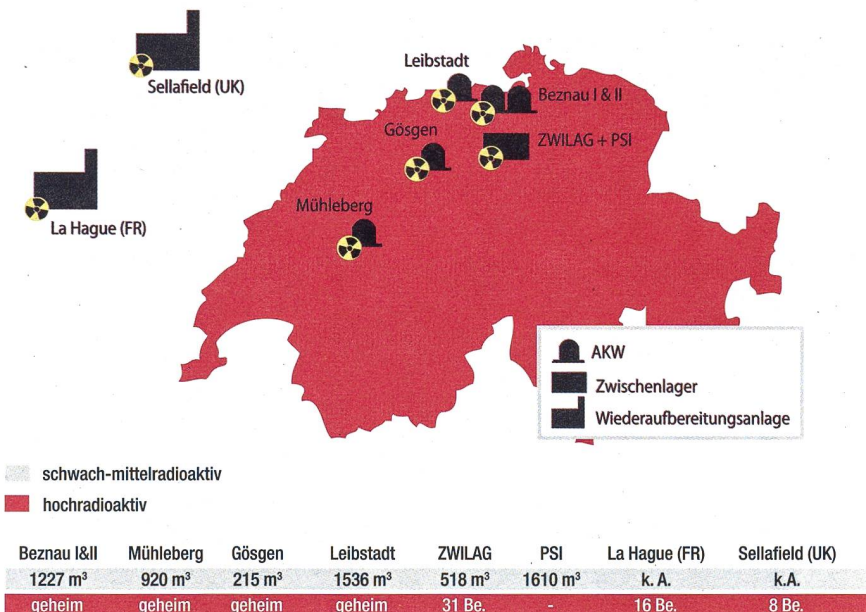 Sellafield (UK)
Leibstadt
Beznau I & II
Gösgen
ZWILAG + PSI
La Hague (FR)
Mühleberg
AKW
Zwischenlager
Wiederaufbereitungsanlage
schwach-mittelradioaktiv
hochradioaktiv
Beznau I&II Mühleberg Gösgen Leibstadt ZWILAG PSI La Hague (FR) Sellafield (UK)
1227 m³ 920 m³ 215 m³ 1536 m³ 518 m³ 1610 m³ k. A. k.A.
geheim geheim geheim geheim 31 Be. - 16 Be. 8 Be.